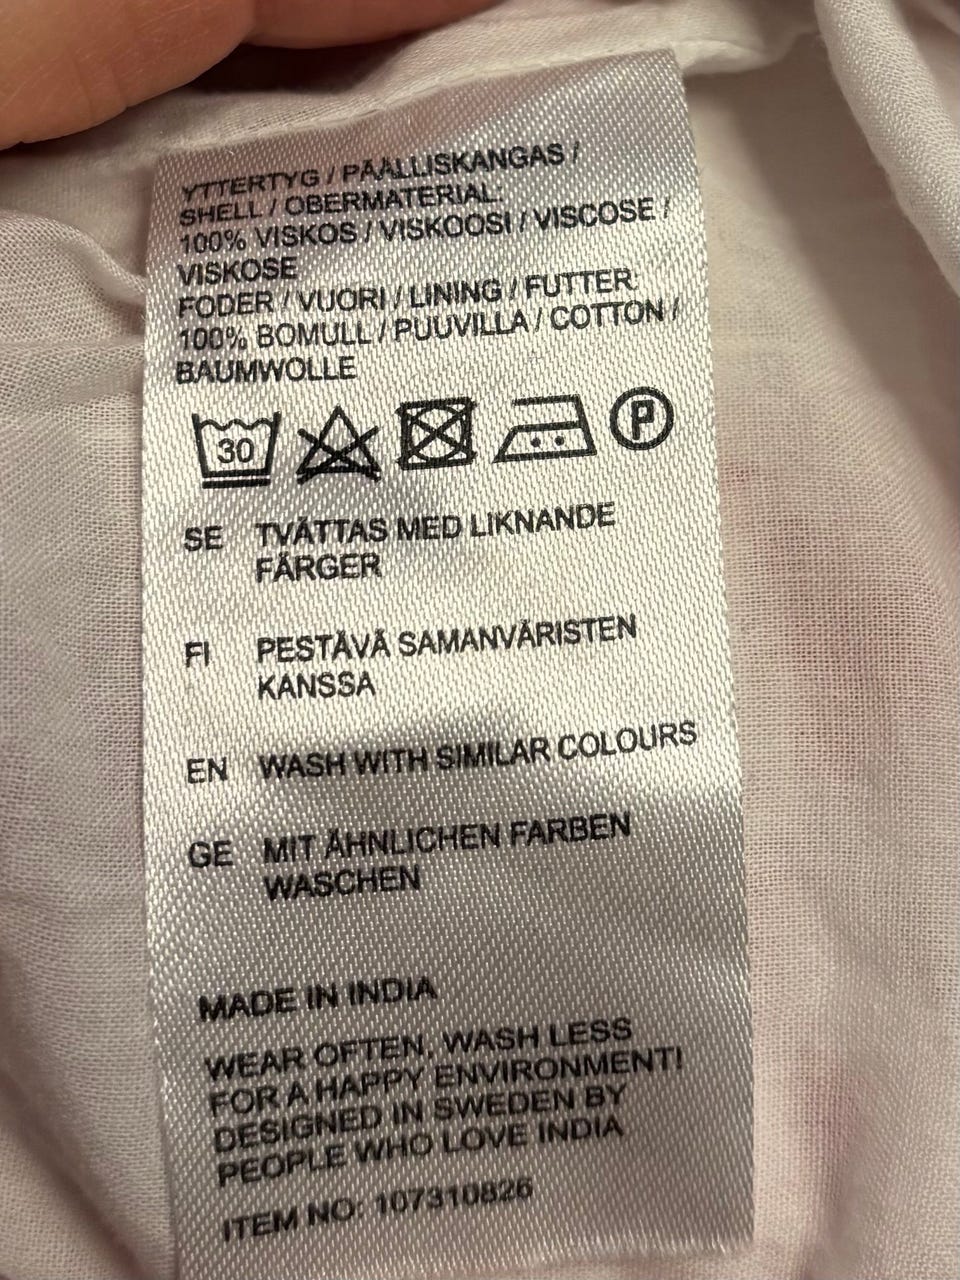 YTTERTYG / PÄÄLLISKANGAS /
SHELL / OBERMATERIAL:
100% VISKOS / VISKOOSI / VISCOSE /
VISKOSE
FODER / VUORI / LINING / FUTTER:
100% BOMULL / PUUVILLA / COTTON /
BAUMWOLLE
30 P
SE TVÄTTAS MED LIKNANDE
FÄRGER
FI PESTÄVÄ SAMANVÄRISTEN
KANSSA
EN WASH WITH SIMILAR COLOURS
GE MIT ÄHNLICHEN FARBEN
WASCHEN
MADE IN INDIA
WEAR OFTEN, WASH LESS
FOR A HAPPY ENVIRONMENT!
DESIGNED IN SWEDEN BY
PEOPLE WHO LOVE INDIA
ITEM NO: 107310826